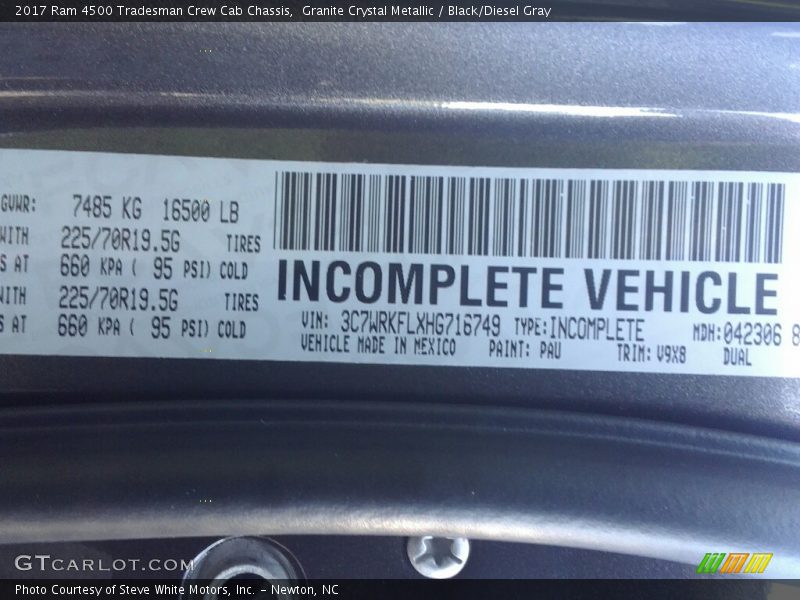 2017 Ram 4500 Tradesman Crew Cab Chassis, Granite Crystal Metallic / Black/Diesel Gray
GVWR: 7485 KG 16500 LB
WITH 225/70R19.5G TIRES
S AT 660 KPA ( 95 PSI) COLD
WITH 225/70R19.5G TIRES
S AT 660 KPA ( 95 PSI) COLD
INCOMPLETE VEHICLE
VIN: 3C7WRKFLXHG716749 TYPE:INCOMPLETE MDH:042306 8
VEHICLE MADE IN MEXICO PAINT: PAU TRIM: V9X8 DUAL
GTCARLOT.COM
Photo Courtesy of Steve White Motors, Inc. – Newton, NC